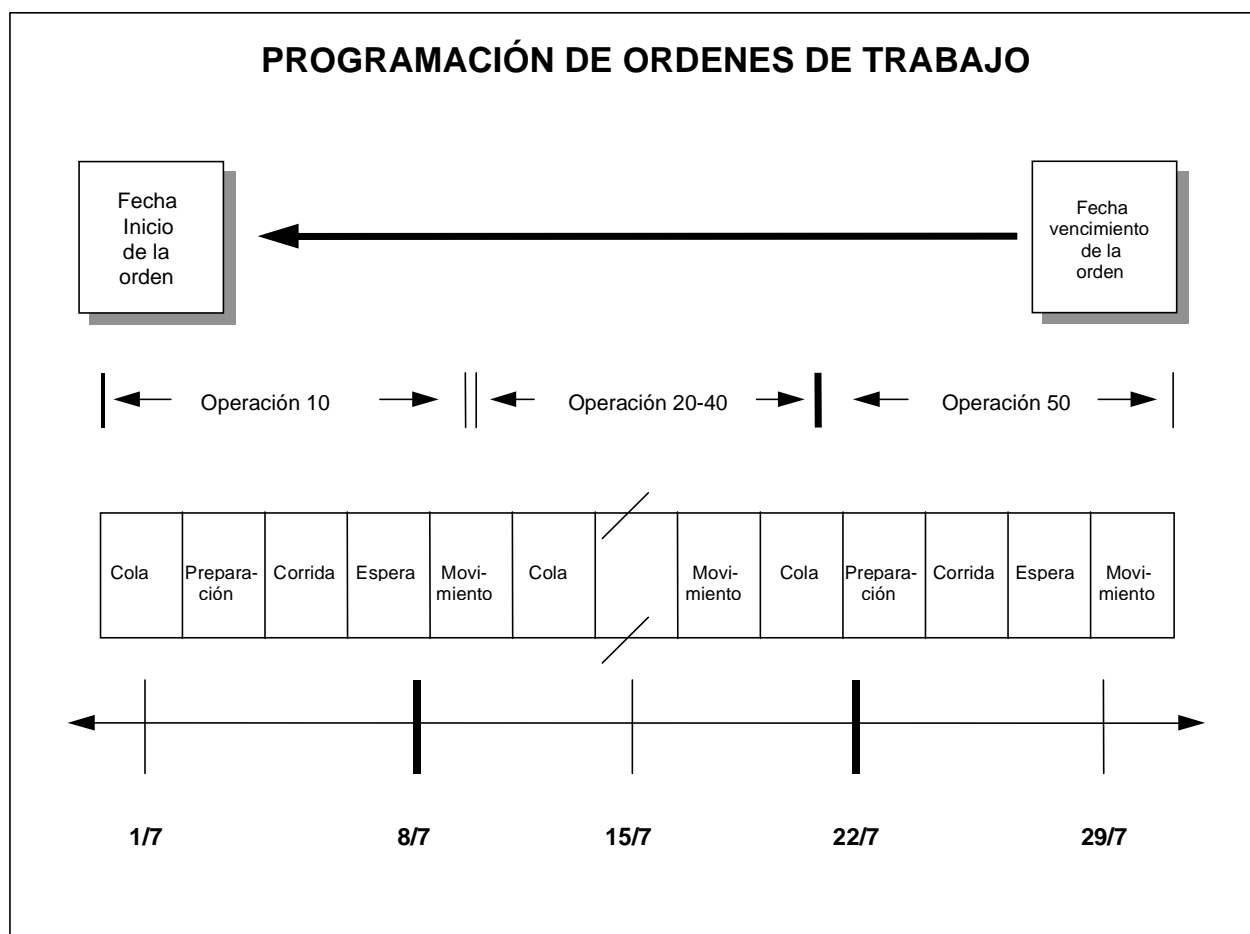 PROGRAMACIÓN DE ORDENES DE TRABAJO
Fecha
Inicio
de la
orden
Fecha
vencimiento
de la
orden
Operación 10
Operación 20-40
Operación 50
Cola
Prepara-
ción
Corrida
Espera
Movi-
miento
Cola
Movi-
miento
Cola
Prepara-
ción
Corrida
Espera
Movi-
miento
1/7
8/7
15/7
22/7
29/7